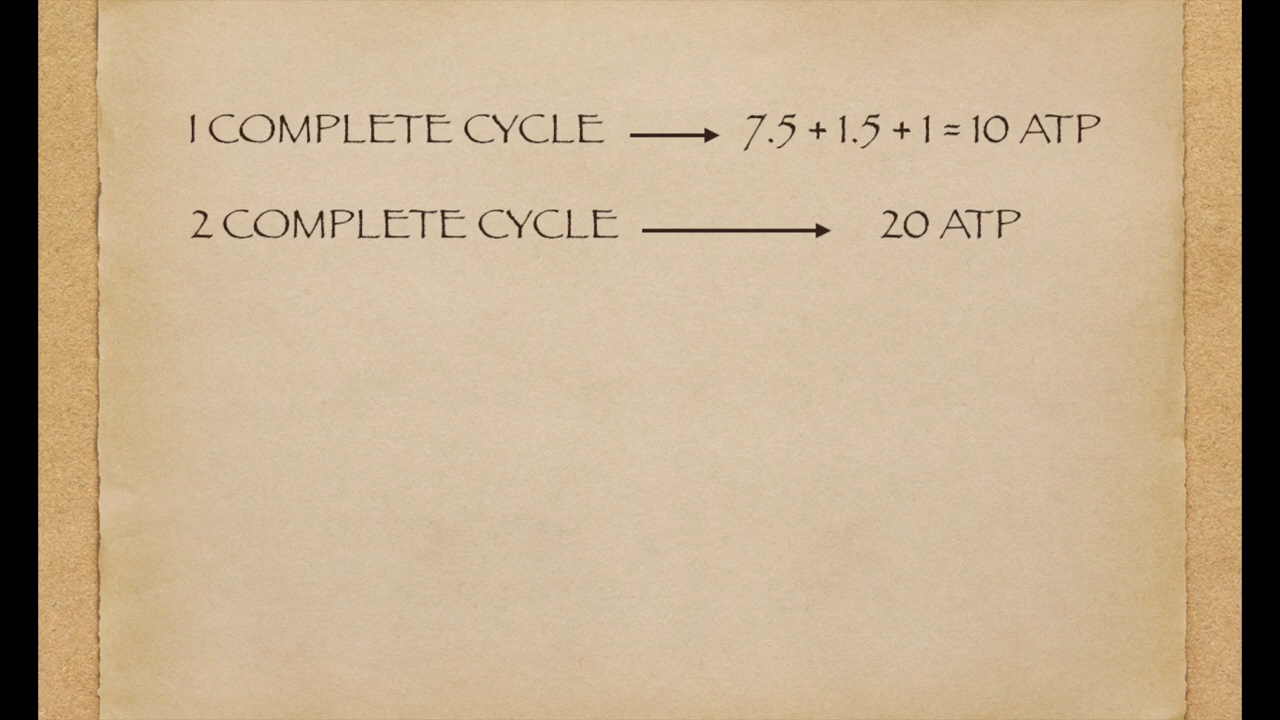 1 COMPLETE CYCLE → 7.5 + 1.5 + 1 = 10 ATP
2 COMPLETE CYCLE → 20 ATP